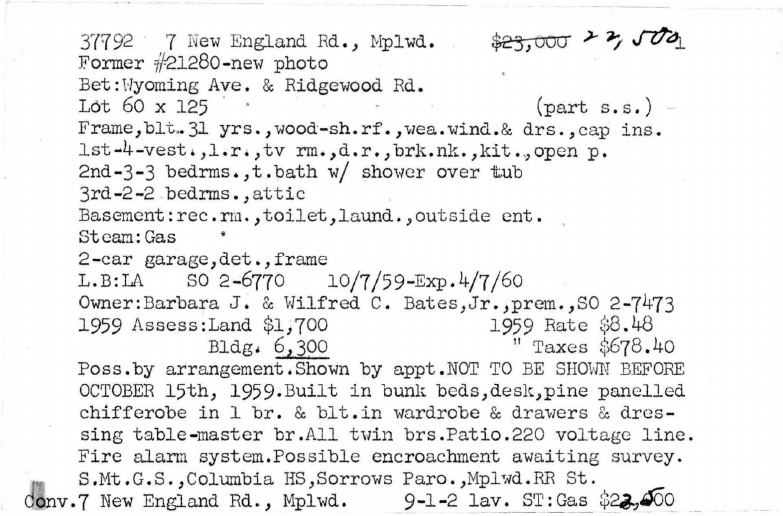 37792 7 New England Rd., Mplwd. $23,000 22,500
Former #21280-new photo
Bet:Wyoming Ave. & Ridgewood Rd.
Lot 60 x 125 (part s.s.)
Frame,blt.31 yrs.,wood-sh.rf.,wea.wind.& drs.,cap ins.
1st-4-vest.,l.r.,tv rm.,d.r.,brk.nk.,kit.,open p.
2nd-3-3 bedrms.,t.bath w/ shower over tub
3rd-2-2 bedrms.,attic
Basement:rec.rm.,toilet,laund.,outside ent.
Steam:Gas
2-car garage,det.,frame
L.B:LA SO 2-6770 10/7/59-Exp.4/7/60
Owner:Barbara J. & Wilfred C. Bates,Jr.,prem.,SO 2-7473
1959 Assess:Land $1,700 1959 Rate $8.48
Bldg. 6,300 " Taxes $678.40
Poss.by arrangement.Shown by appt.NOT TO BE SHOWN BEFORE
OCTOBER 15th, 1959.Built in bunk beds,desk,pine panelled
chifferobe in 1 br. & blt.in wardrobe & drawers & dres-
sing table-master br.All twin brs.Patio.220 voltage line.
Fire alarm system.Possible encroachment awaiting survey.
S.Mt.G.S.,Columbia HS,Sorrows Paro.,Mplwd.RR St.
Conv.7 New England Rd., Mplwd. 9-1-2 lav. ST:Gas $22,500